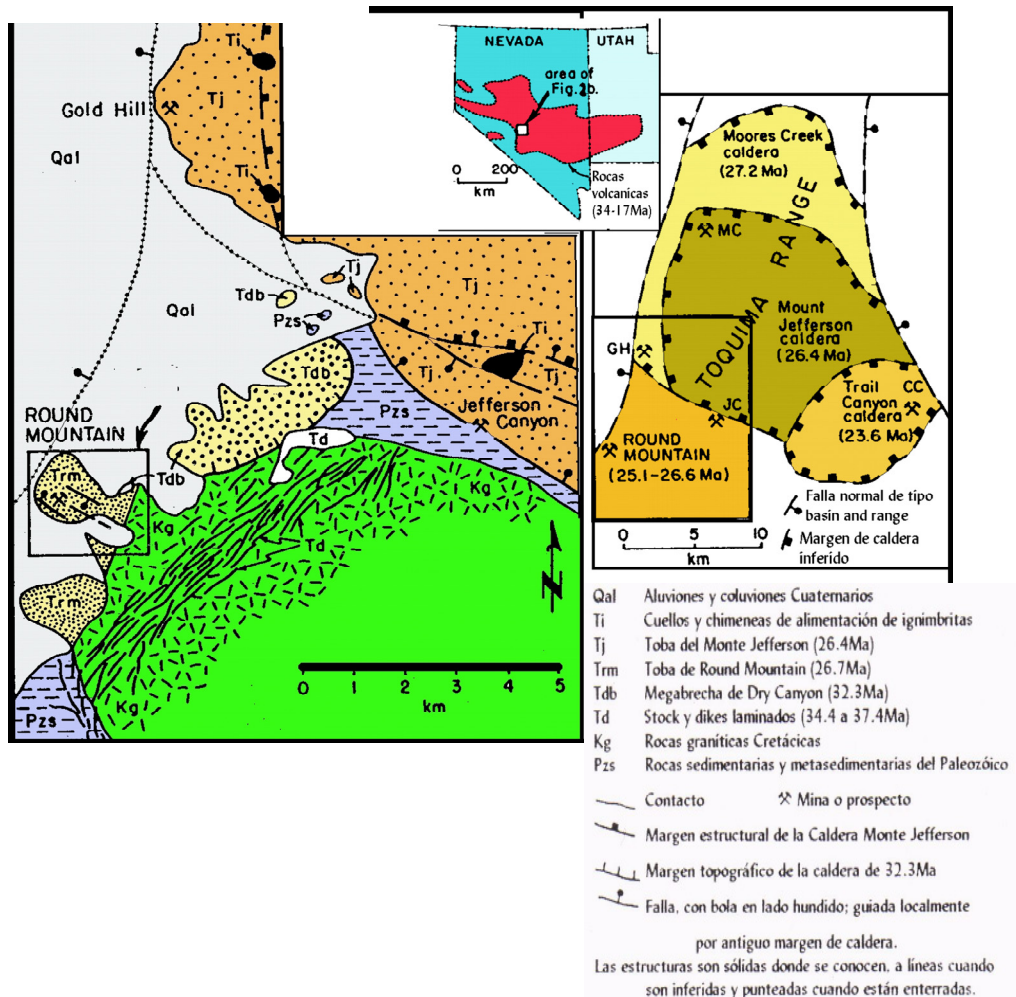 Ti
Tj
Gold Hill
Qal
Ti
Tj
Tdb
Pzs
Qal
Tj
Ti
Tj
Tj
Tdb
Pzs
Jefferson
Canyon
Td
ROUND
MOUNTAIN
Trm
Tdb
Kg
Kg
Td
Trm
N
Kg
Pzs
0 1 2 3 4 5
km
NEVADA
UTAH
area of
Fig.2b.
0 200
km
Rocas
volcanicas
(34-17Ma)
Moores Creek
caldera
(27.2 Ma)
TOQUIMA RANGE
MC
Mount
Jefferson
caldera
(26.4 Ma)
GH
JC
Trail
Canyon
caldera
(23.6 Ma)
CC
ROUND
MOUNTAIN
(25.1-26.6 Ma)
0 5 10
km
Falla normal de tipo
basin and range
Margen de caldera
inferido
Qal Aluviones y coluviones Cuaternarios
Ti Cuellos y chimeneas de alimentación de ignimbritas
Tj Toba del Monte Jefferson (26.4Ma)
Trm Toba de Round Mountain (26.7Ma)
Tdb Megabrecha de Dry Canyon (32.3Ma)
Td Stock y dikes laminados (34.4 a 37.4Ma)
Kg Rocas graníticas Cretácicas
Pzs Rocas sedimentarias y metasedimentarias del Paleozóico
Contacto
Mina o prospecto
Margen estructural de la Caldera Monte Jefferson
Margen topográfico de la caldera de 32.3Ma
Falla, con bola en lado hundido; guiada localmente
por antiguo margen de caldera.
Las estructuras son sólidas donde se conocen, a líneas cuando
son inferidas y punteadas cuando están enterradas.